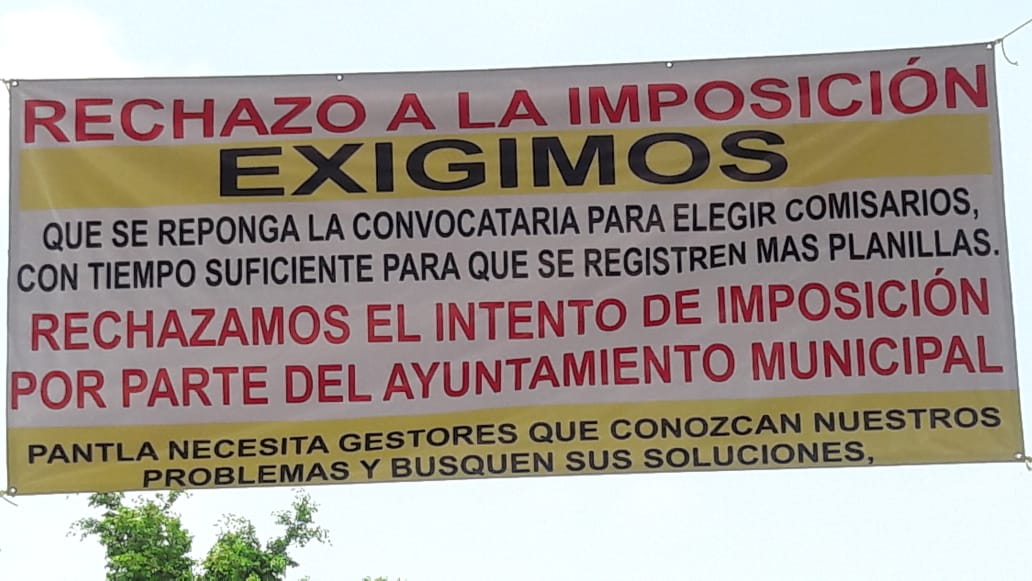 RECHAZO A LA IMPOSICIÓN
EXIGIMOS
QUE SE REPONGA LA CONVOCATARIA PARA ELEGIR COMISARIOS,
CON TIEMPO SUFICIENTE PARA QUE SE REGISTREN MAS PLANILLAS.
RECHAZAMOS EL INTENTO DE IMPOSICIÓN
POR PARTE DEL AYUNTAMIENTO MUNICIPAL
PANTLA NECESITA GESTORES QUE CONOZCAN NUESTROS
PROBLEMAS Y BUSQUEN SUS SOLUCIONES,